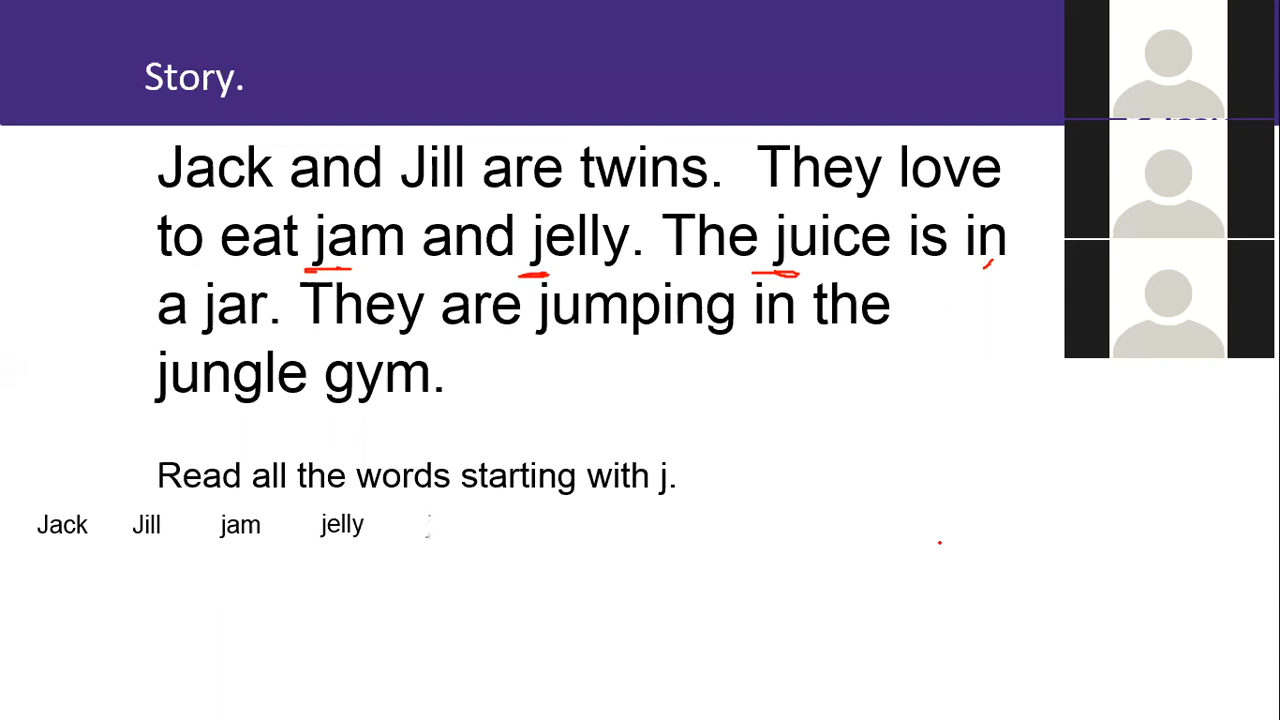 Story.
Jack and Jill are twins.  They love
to eat jam and jelly. The juice is in
a jar. They are jumping in the
jungle gym.
Read all the words starting with j.
Jack Jill jam jelly